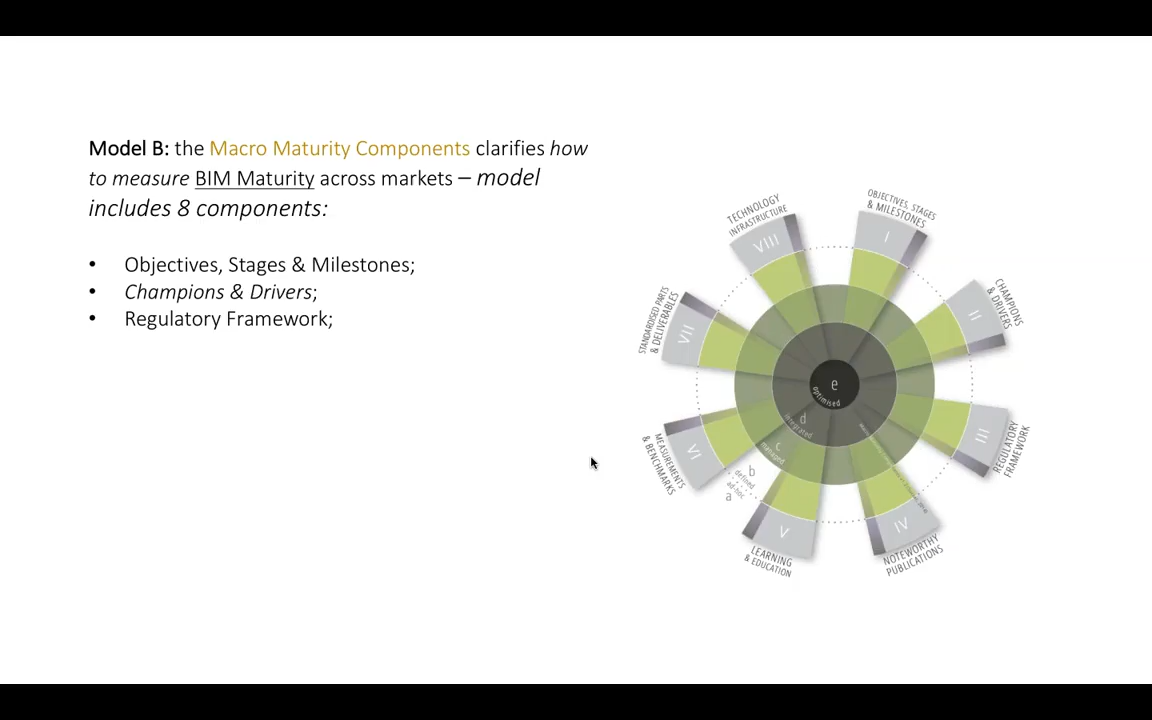 Model B: the Macro Maturity Components clarifies how
to measure BIM Maturity across markets – model
includes 8 components:
• Objectives, Stages & Milestones;
• Champions & Drivers;
• Regulatory Framework;
OBJECTIVES, STAGES
& MILESTONES
I
CHAMPIONS
& DRIVERS
II
REGULATORY
FRAMEWORK
III
NOTEWORTHY
PUBLICATIONS
IV
LEARNING
& EDUCATION
V
MEASUREMENTS
& BENCHMARKS
VI
STANDARDISED PARTS
& DELIVERABLES
VII
TECHNOLOGY
INFRASTRUCTURE
VIII
e
optimised
d
integrated
c
managed
b
defined
ad-hoc
a